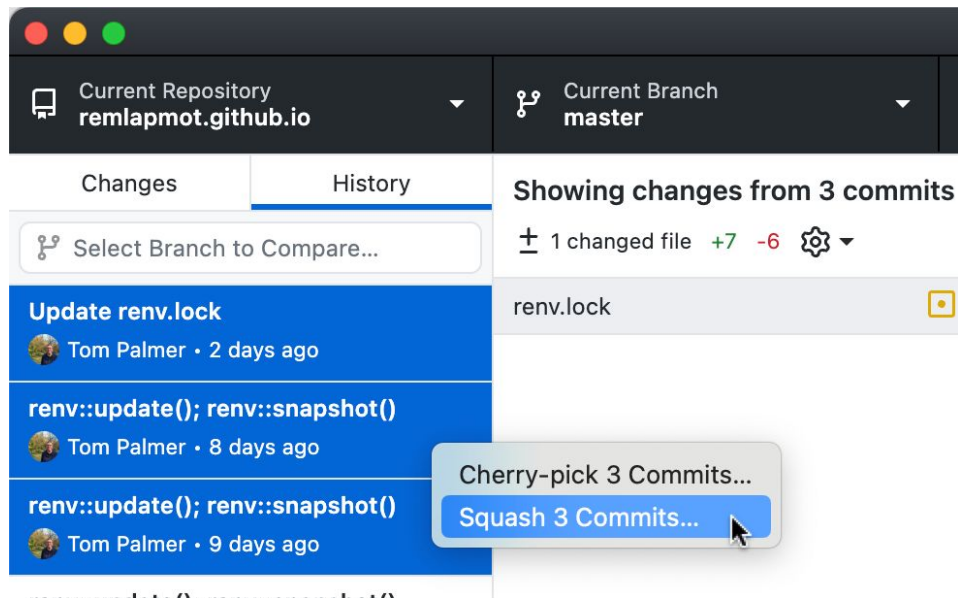 Current Repository
remlapmot.github.io
Current Branch
master
Changes
History
Select Branch to Compare...
Showing changes from 3 commits
1 changed file +7 -6
renv.lock
Update renv.lock
Tom Palmer • 2 days ago
renv::update(); renv::snapshot()
Tom Palmer • 8 days ago
renv::update(); renv::snapshot()
Tom Palmer • 9 days ago
Cherry-pick 3 Commits...
Squash 3 Commits...